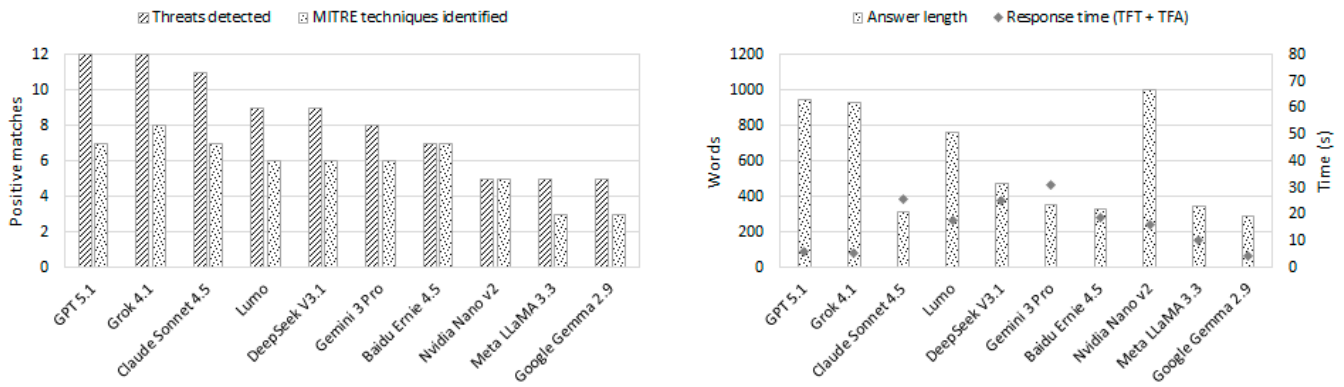 Threats detected MITRE techniques identified
Positive matches
12
10
8
6
4
2
0
GPT 5.1
Grok 4.1
Claude Sonnet 4.5
Lumo
DeepSeek V3.1
Gemini 3 Pro
Baidu Ernie 4.5
Nvidia Nano v2
Meta LLaMA 3.3
Google Gemma 2.9
Answer length Response time (TFT + TFA)
Words
1200
1000
800
600
400
200
0
80
70
60
50
40
30
20
10
0
Time (s)
GPT 5.1
Grok 4.1
Claude Sonnet 4.5
Lumo
DeepSeek V3.1
Gemini 3 Pro
Baidu Ernie 4.5
Nvidia Nano v2
Meta LLaMA 3.3
Google Gemma 2.9